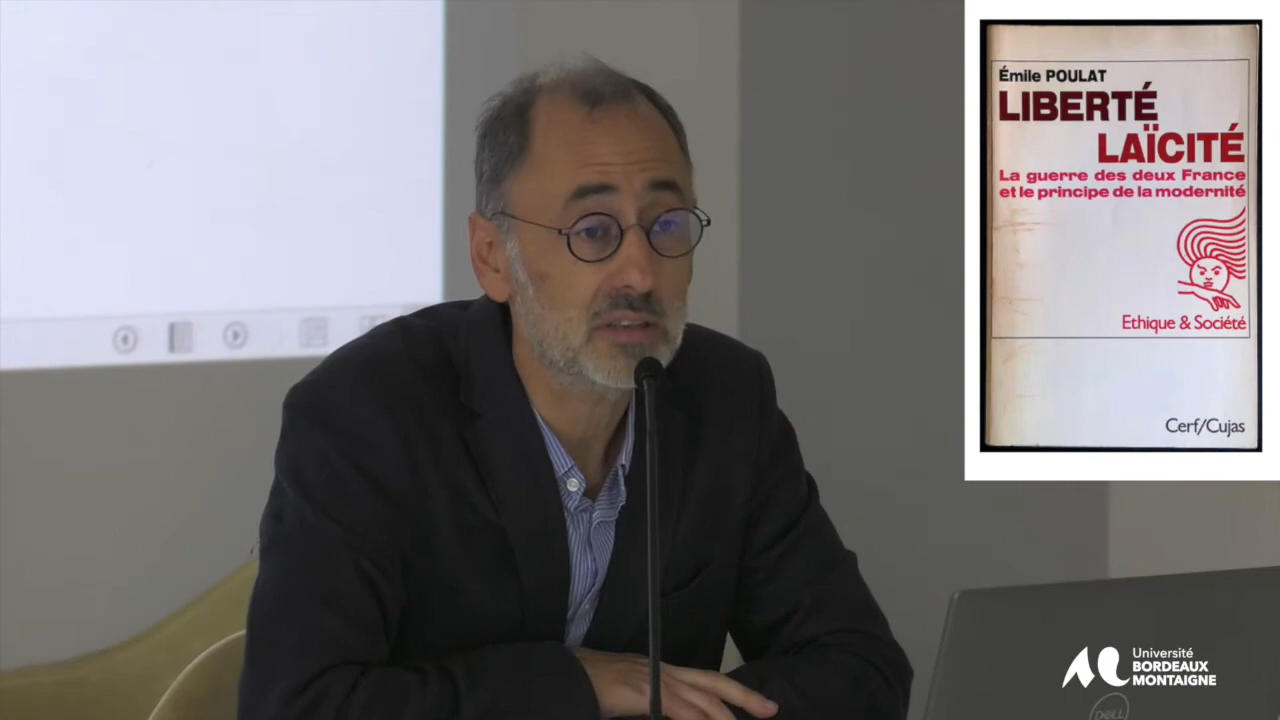 Émile POULAT
LIBERTÉ
LAÏCITÉ
La guerre des deux France
et le principe de la modernité
Ethique & Société
Cerf/Cujas
Université
BORDEAUX
MONTAIGNE
DELL